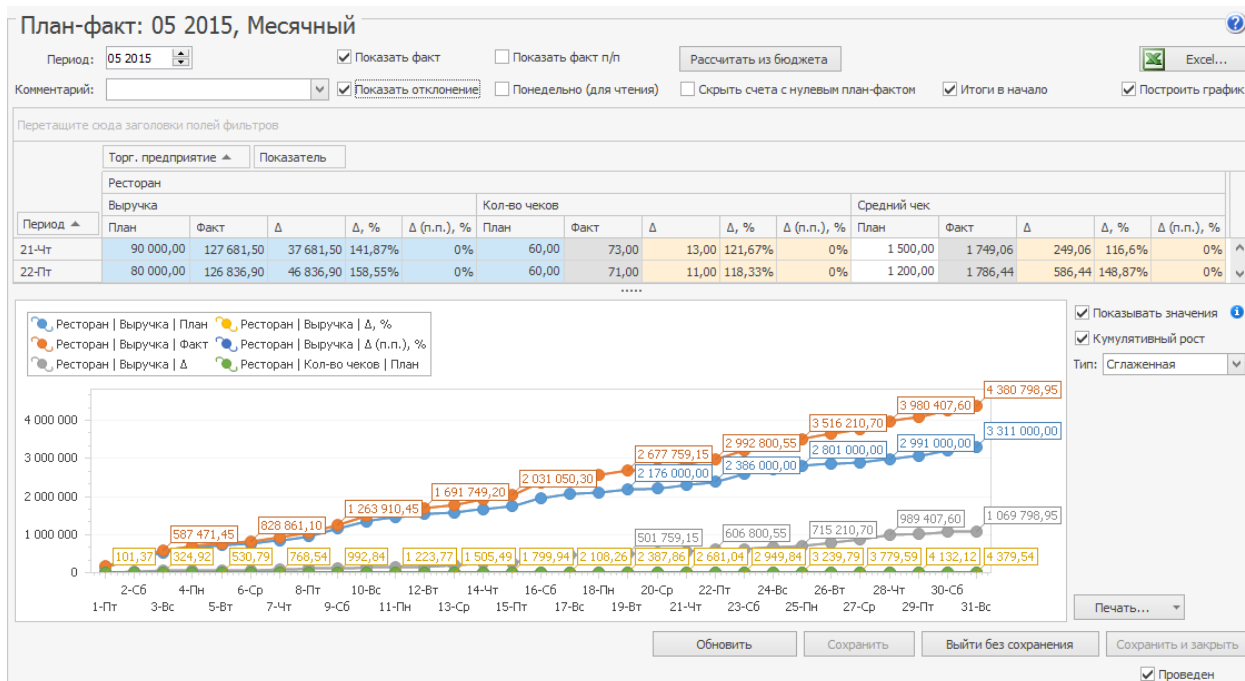 План-факт: 05 2015, Месячный
Период: 05 2015 Показать факт Показать факт п/п Рассчитать из бюджета Excel...
Комментарий: Показать отклонение Понедельно (для чтения) Скрыть счета с нулевым план-фактом Итоги в начало Построить график
Перетащите сюда заголовки полей фильтров
Торг. предприятие Показатель
Ресторан
Выручка Кол-во чеков Средний чек
Период План Факт Δ Δ, % Δ (п.п.), % План Факт Δ Δ, % Δ (п.п.), % План Факт Δ Δ, % Δ (п.п.), %
21-Чт 90 000,00 127 681,50 37 681,50 141,87% 0% 60,00 73,00 13,00 121,67% 0% 1 500,00 1 749,06 249,06 116,6% 0%
22-Пт 80 000,00 126 836,90 46 836,90 158,55% 0% 60,00 71,00 11,00 118,33% 0% 1 200,00 1 786,44 586,44 148,87% 0%
Ресторан | Выручка | План Ресторан | Выручка | Δ, %
Ресторан | Выручка | Факт Ресторан | Выручка | Δ (п.п.), %
Ресторан | Выручка | Δ Ресторан | Кол-во чеков | План
Показывать значения
Кумулятивный рост
Тип: Сглаженная
4 380 798,95
3 980 407,60
4 000 000
3 516 210,70
3 311 000,00
2 992 800,55
2 991 000,00
3 000 000
2 677 759,15
2 801 000,00
2 386 000,00
2 176 000,00
2 031 050,30
2 000 000
1 691 749,20
1 263 910,45
1 069 798,95
989 407,60
1 000 000 587 471,45 828 861,10 501 759,15 606 800,55 715 210,70
101,37 324,92 530,79 768,54 992,84 1 223,77 1 505,49 1 799,94 2 108,26 2 387,86 2 681,04 2 949,84 3 239,79 3 779,59 4 132,12 4 379,54
0
2-Сб 4-Пн 6-Ср 8-Пт 10-Вс 12-Вт 14-Чт 16-Сб 18-Пн 20-Ср 22-Пт 24-Вс 26-Вт 28-Чт 30-Сб
1-Пт 3-Вс 5-Вт 7-Чт 9-Сб 11-Пн 13-Ср 15-Пт 17-Вс 19-Вт 21-Чт 23-Сб 25-Пн 27-Ср 29-Пт 31-Вс
Печать...
Обновить Сохранить Выйти без сохранения Сохранить и закрыть
Проведен